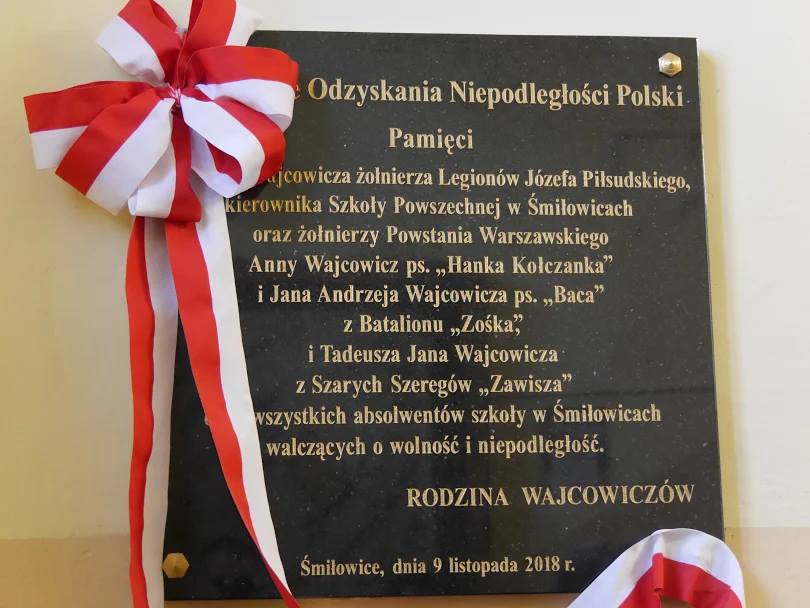 Odzyskania Niepodległości Polski
Pamięci
żołnierza Legionów Józefa Piłsudskiego,
kierownika Szkoły Powszechnej w Śmiłowicach
oraz żołnierzy Powstania Warszawskiego
Anny Wajcowicz ps. „Hanka Kołczanka”
i Jana Andrzeja Wajcowicza ps. „Baca”
z Batalionu „Zośka”,
i Tadeusza Jana Wajcowicza
z Szarych Szeregów „Zawisza”
wszystkich absolwentów szkoły w Śmiłowicach
walczących o wolność i niepodległość.
RODZINA WAJCOWICZÓW
Śmiłowice, dnia 9 listopada 2018 r.